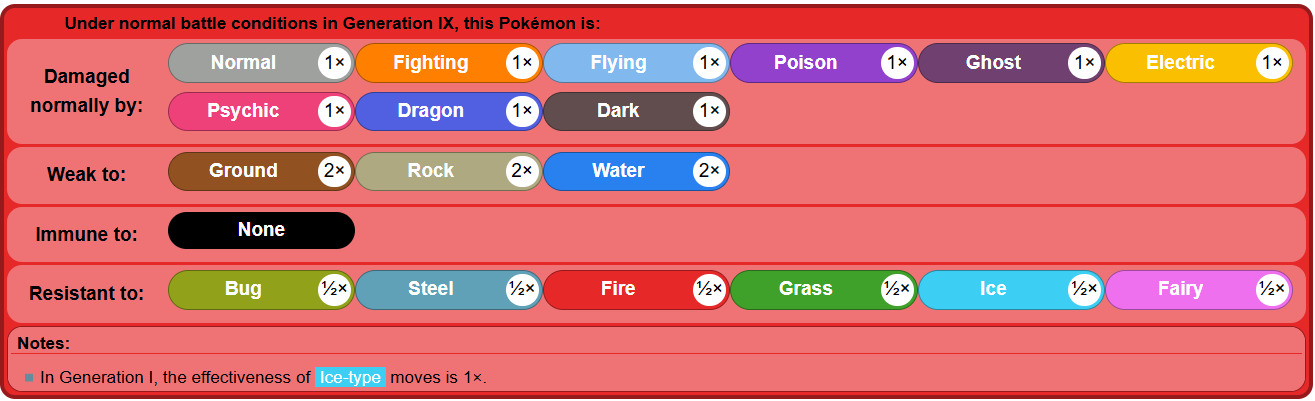 Under normal battle conditions in Generation IX, this Pokémon is:
Damaged normally by:
Normal 1× Fighting 1× Flying 1× Poison 1× Ghost 1× Electric 1×
Psychic 1× Dragon 1× Dark 1×
Weak to: Ground 2× Rock 2× Water 2×
Immune to: None
Resistant to: Bug ½× Steel ½× Fire ½× Grass ½× Ice ½× Fairy ½×
Notes:
In Generation I, the effectiveness of Ice-type moves is 1×.